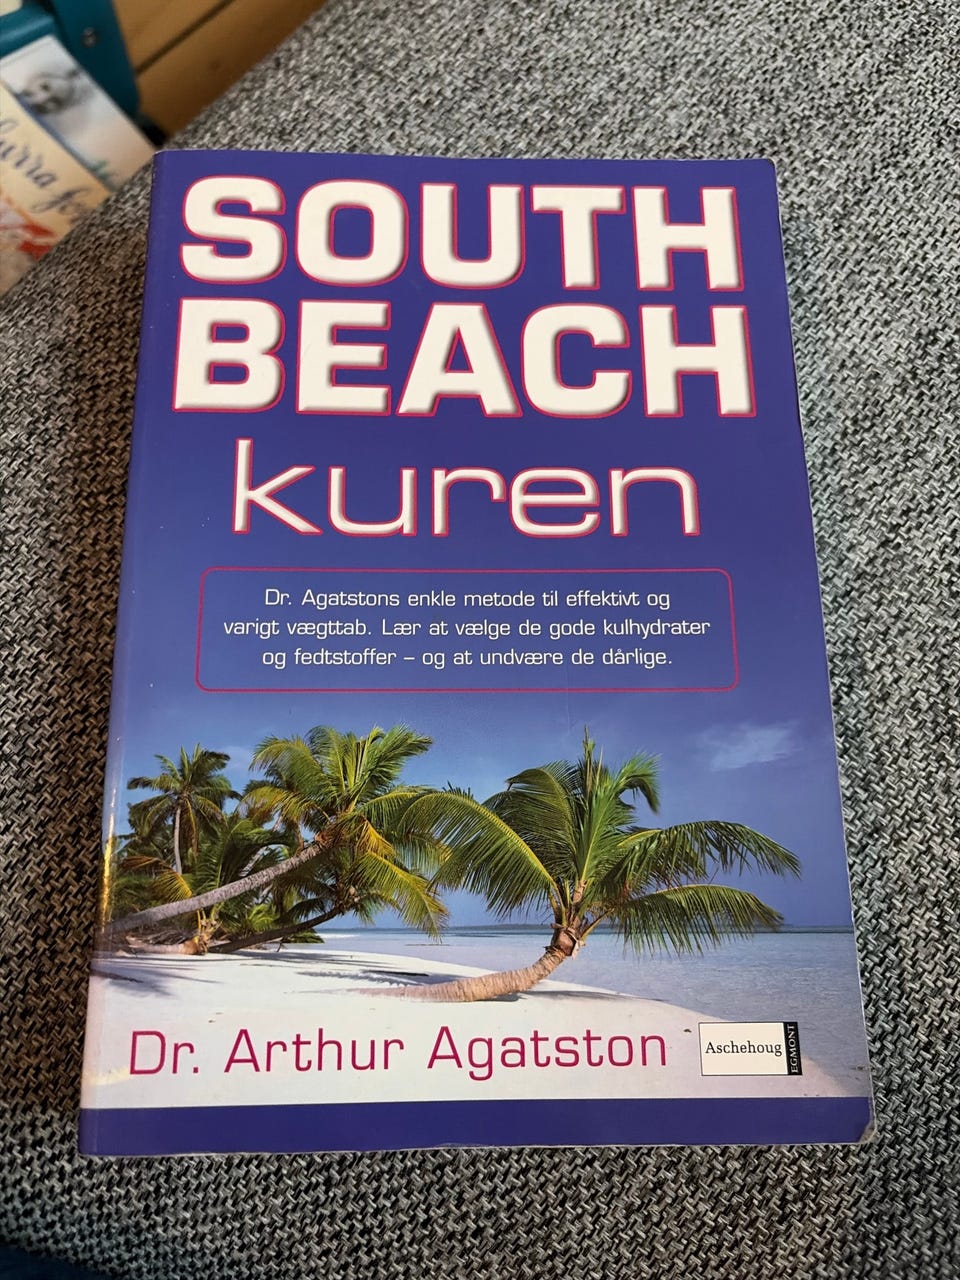 SOUTH
BEACH
kuren
Dr. Agatstons enkle metode til effektivt og
varigt vægttab. Lær at vælge de gode kulhydrater
og fedtstoffer – og at undvære de dårlige.
Dr. Arthur Agatston
Aschehoug
EGMONT